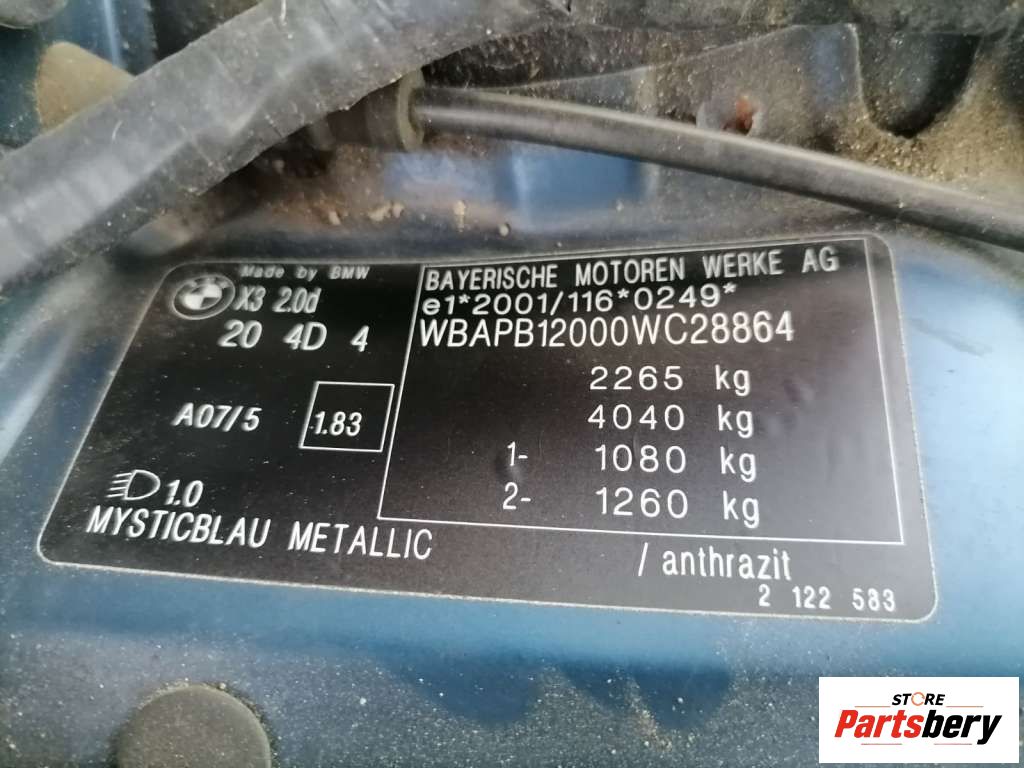 Made by BMW
X3 2.0d
20 4D 4
A07/5
1.83
1.0
MYSTICBLAU METALLIC
BAYERISCHE MOTOREN WERKE AG
e1*2001/116*0249*
WBAPB12000WC28864
2265 kg
4040 kg
1- 1080 kg
2- 1260 kg
/ anthrazit
2 122 583
STORE
Partsbery